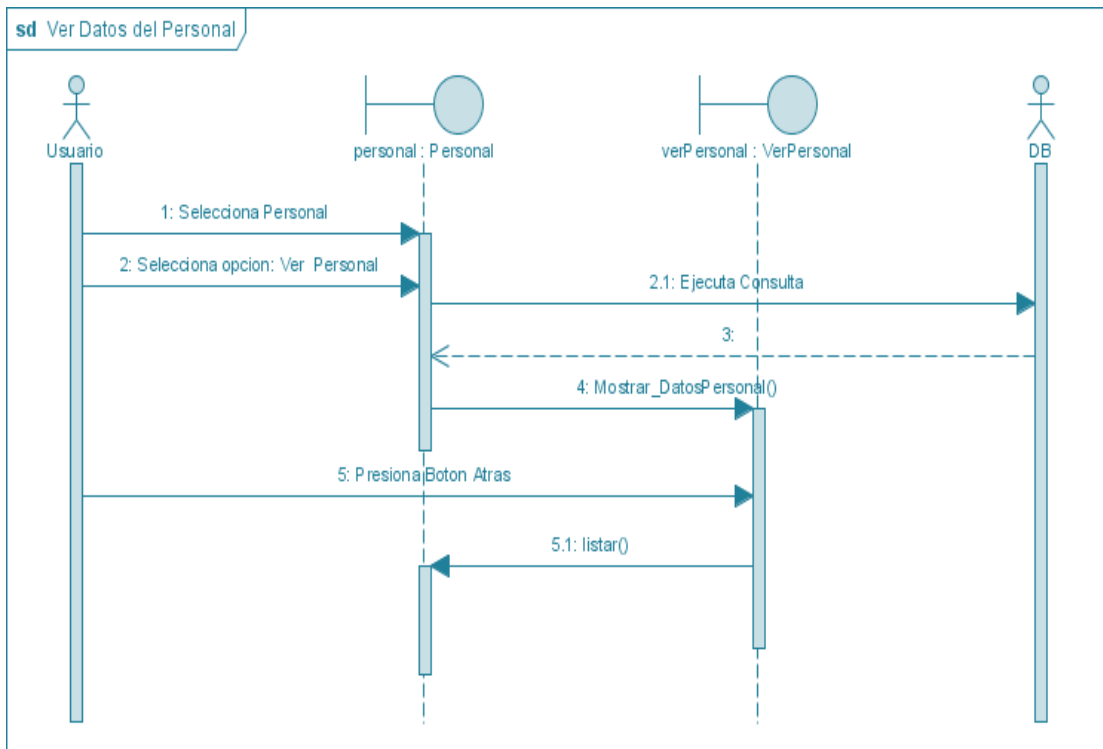 sd Ver Datos del Personal
Usuario
personal : Personal
verPersonal : VerPersonal
DB
1: Selecciona Personal
2: Selecciona opcion: Ver Personal
2.1: Ejecuta Consulta
3:
4: Mostrar_DatosPersonal()
5: Presiona Boton Atras
5.1: listar()